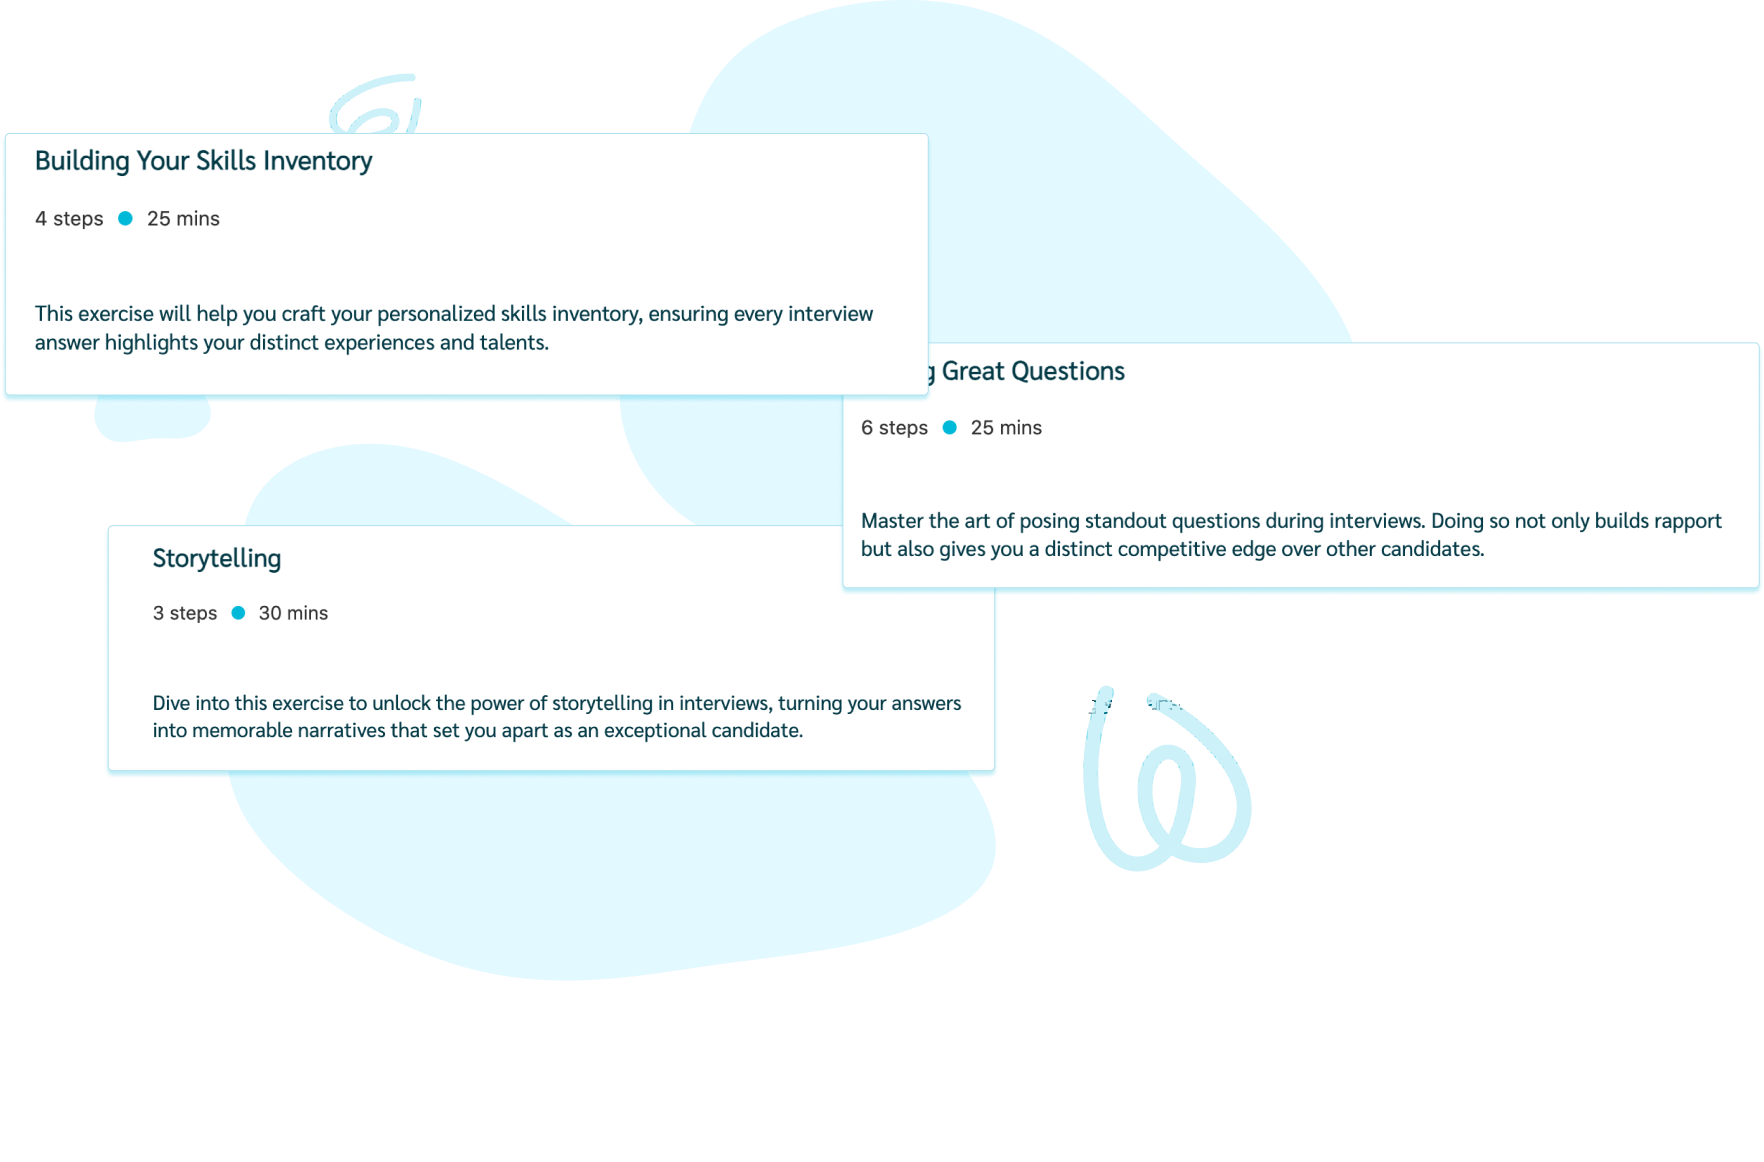 Building Your Skills Inventory
4 steps
25 mins
This exercise will help you craft your personalized skills inventory, ensuring every interview
answer highlights your distinct experiences and talents.
g Great Questions
6 steps
25 mins
Master the art of posing standout questions during interviews. Doing so not only builds rapport
but also gives you a distinct competitive edge over other candidates.
Storytelling
3 steps
30 mins
Dive into this exercise to unlock the power of storytelling in interviews, turning your answers
into memorable narratives that set you apart as an exceptional candidate.